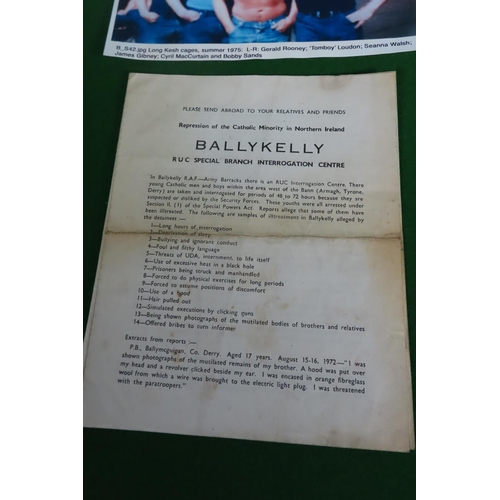 B_S42.jpg Long Kesh cages, summer 1975: L-R: Gerald Rooney; 'Tomboy' Loudon; Seanna Walsh;
James Gibney; Cyril MacCurtain and Bobby Sands
PLEASE SEND ABROAD TO YOUR RELATIVES AND FRIENDS
Repression of the Catholic Minority in Northern Ireland
BALLYKELLY
RUC SPECIAL BRANCH INTERROGATION CENTRE
In Ballykelly R.A.F.—Army Barracks there is an RUC Interrogation Centre. There
young Catholic men and boys within the area west of the Bann (Armagh, Tyrone,
Derry) are taken and interrogated for periods of 48 to 72 hours because they are
suspected or disliked by the Security Forces. These youths were all arrested under
Section II, (1) of the Special Powers Act. Reports allege that some of them have
been illtreated. The following are samples of illtreatment in Ballykelly alleged by
the detainees —
1—Long hours of interrogation
2—Deprivation of sleep
3—Bullying and ignorant conduct
4—Foul and filthy language
5—Threats of UDA, internment, to life itself
6—Use of excessive heat in a black hole
7—Prisoners being struck and manhandled
8—Forced to do physical exercises for long periods
9—Forced to assume positions of discomfort
10—Use of a hood
11—Hair pulled out
12—Simulated executions by clicking guns
13—Being shown photographs of the mutilated bodies of brothers and relatives
14—Offered bribes to turn informer
Extracts from reports :—
P.B., Ballymcguigan, Co. Derry. Aged 17 years. August 15-16, 1972—"I was
shown photographs of the mutilated remains of my brother. A hood was put over
my head and a revolver clicked beside my ear. I was encased in orange fibreglass
wool from which a wire was brought to the electric light plug. I was threatened
with the paratroopers."